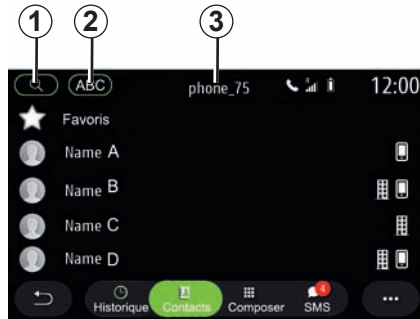 1 2 3
ABC phone_75 12:00
Favoris
Name A
Name B
Name C
Name D
Historique Contacts Composer 4 SMS